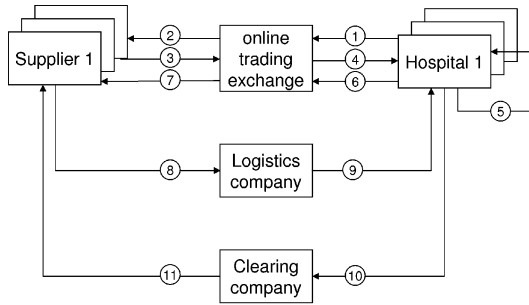 2
1
online
trading
exchange
Supplier 1
3
4
Hospital 1
7
6
5
8
Logistics
company
9
11
Clearing
company
10